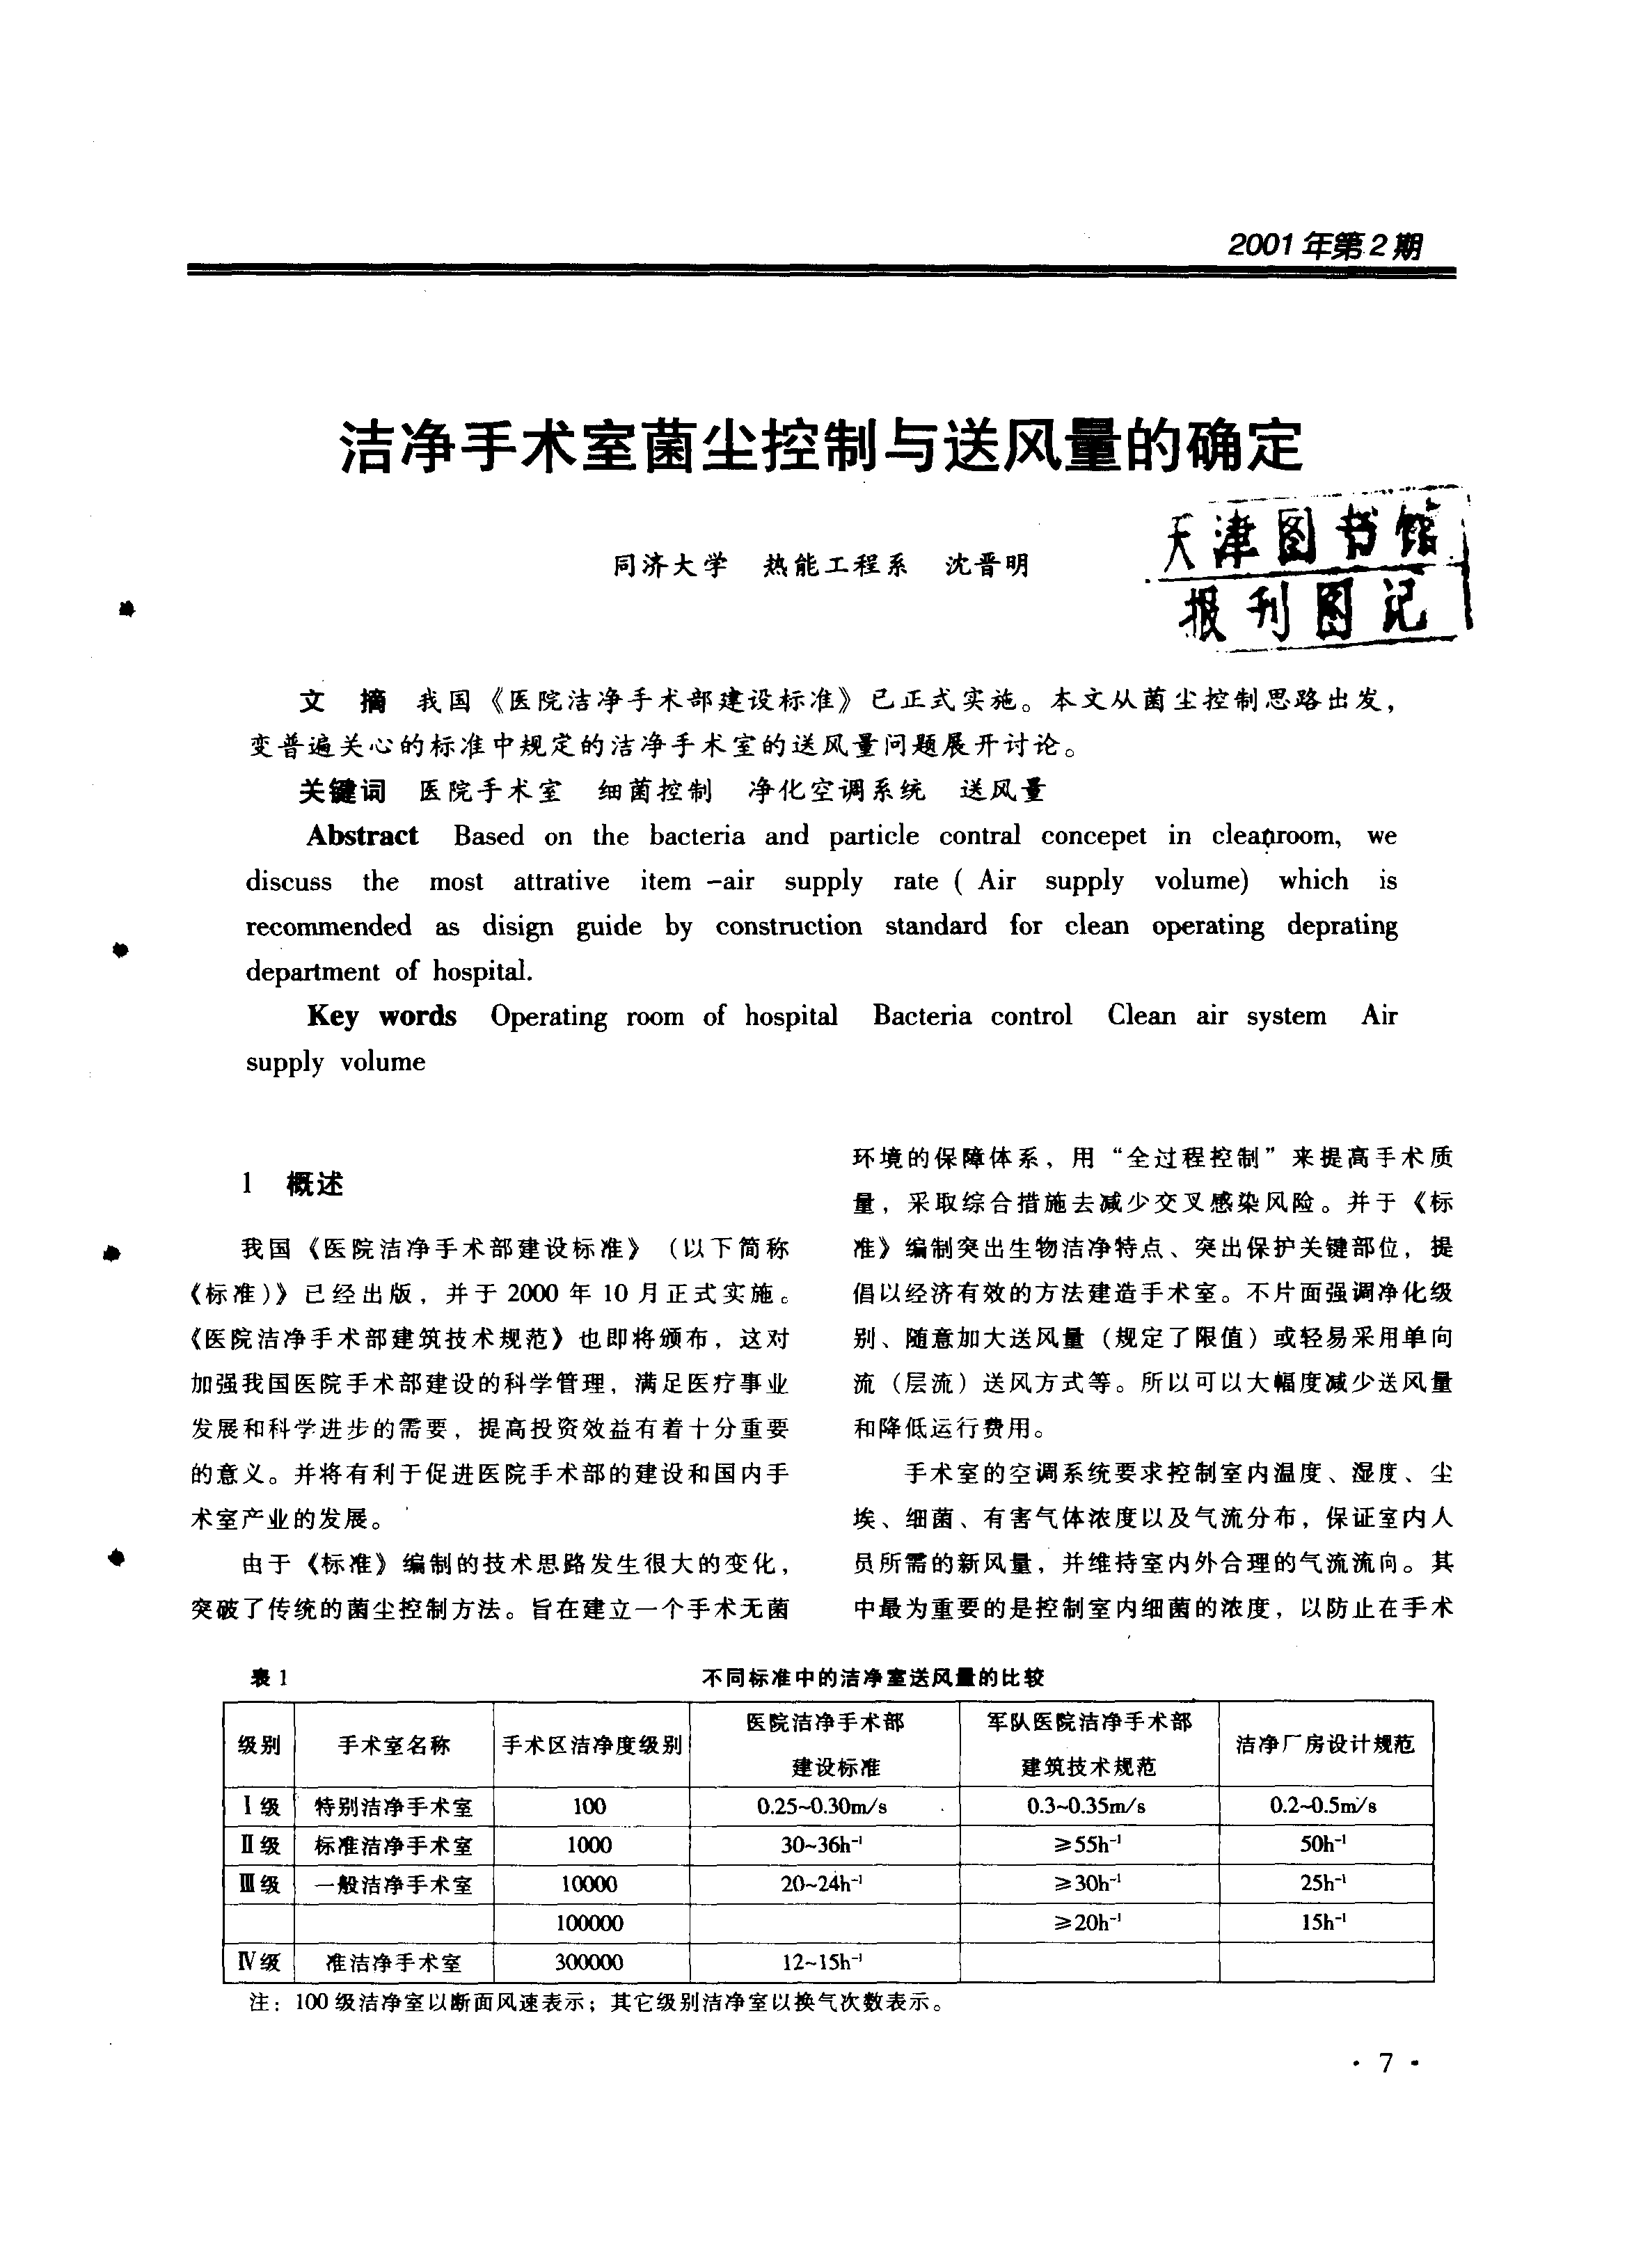 2001年第2期
洁净手术室菌尘控制与送风量的确定
同济大学 热能工程系 沈晋明
天津图书馆
报刊图记
文 摘 我国《医院洁净手术部建设标准》已正式实施。本文从菌尘控制思路出发，
变普遍关心的标准中规定的洁净手术室的送风量问题展开讨论。
关键词 医院手术室 细菌控制 净化空调系统 送风量
Abstract Based on the bacteria and particle contral concepet in cleanroom, we
discuss the most attrative item -air supply rate ( Air supply volume) which is
recommended as disign guide by construction standard for clean operating deprating
department of hospital.
Key words Operating room of hospital Bacteria control Clean air system Air
supply volume
1 概述
我国《医院洁净手术部建设标准》（以下简称
《标准）》已经出版，并于 2000 年 10 月正式实施。
《医院洁净手术部建筑技术规范》也即将颁布，这对
加强我国医院手术部建设的科学管理，满足医疗事业
发展和科学进步的需要，提高投资效益有着十分重要
的意义。并将有利于促进医院手术部的建设和国内手
术室产业的发展。
由于《标准》编制的技术思路发生很大的变化，
突破了传统的菌尘控制方法。旨在建立一个手术无菌
环境的保障体系，用“全过程控制”来提高手术质
量，采取综合措施去减少交叉感染风险。并于《标
准》编制突出生物洁净特点、突出保护关键部位，提
倡以经济有效的方法建造手术室。不片面强调净化级
别、随意加大送风量（规定了限值）或轻易采用单向
流（层流）送风方式等。所以可以大幅度减少送风量
和降低运行费用。
手术室的空调系统要求控制室内温度、湿度、尘
埃、细菌、有害气体浓度以及气流分布，保证室内人
员所需的新风量，并维持室内外合理的气流流向。其
中最为重要的是控制室内细菌的浓度，以防止在手术
表 1 不同标准中的洁净室送风量的比较
级别 手术室名称 手术区洁净度级别 医院洁净手术部 建设标准 军队医院洁净手术部 建筑技术规范 洁净厂房设计规范
Ⅰ级 特别洁净手术室 100 0.25~0.30m/s 0.3~0.35m/s 0.2~0.5m/s
Ⅱ级 标准洁净手术室 1000 30~36h⁻¹ ≥55h⁻¹ 50h⁻¹
Ⅲ级 一般洁净手术室 10000 20~24h⁻¹ ≥30h⁻¹ 25h⁻¹
100000 ≥20h⁻¹ 15h⁻¹
Ⅳ级 准洁净手术室 300000 12~15h⁻¹
注：100 级洁净室以断面风速表示；其它级别洁净室以换气次数表示。
· 7 ·